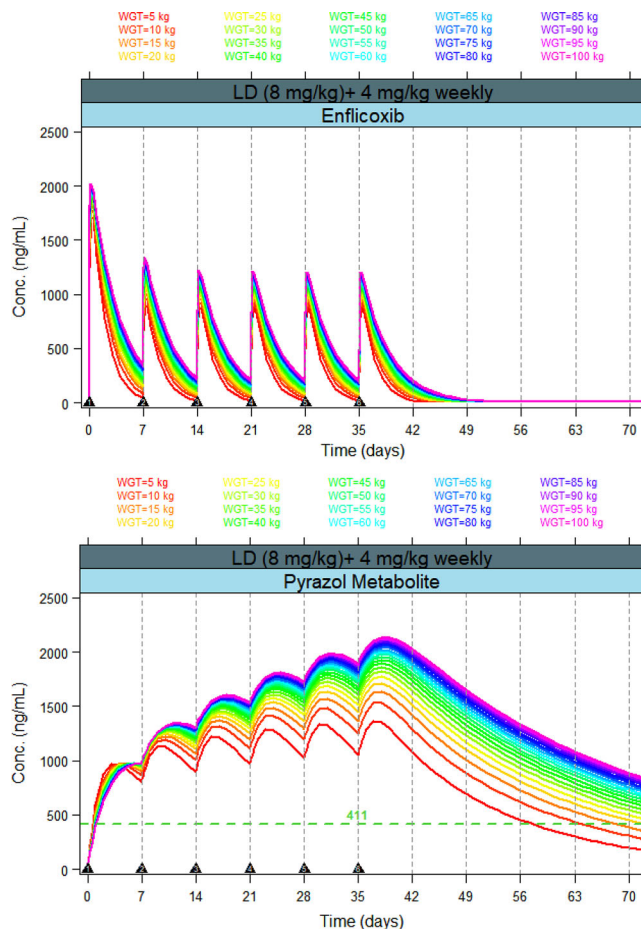 WGT=5 kg WGT=25 kg WGT=45 kg WGT=65 kg WGT=85 kg
WGT=10 kg WGT=30 kg WGT=50 kg WGT=70 kg WGT=90 kg
WGT=15 kg WGT=35 kg WGT=55 kg WGT=75 kg WGT=95 kg
WGT=20 kg WGT=40 kg WGT=60 kg WGT=80 kg WGT=100 kg
LD (8 mg/kg)+ 4 mg/kg weekly
Enflicoxib
2500
2000
1500
1000
500
0
Conc. (ng/mL)
0 7 14 21 28 35 42 49 56 63 70
Time (days)
WGT=5 kg WGT=25 kg WGT=45 kg WGT=65 kg WGT=85 kg
WGT=10 kg WGT=30 kg WGT=50 kg WGT=70 kg WGT=90 kg
WGT=15 kg WGT=35 kg WGT=55 kg WGT=75 kg WGT=95 kg
WGT=20 kg WGT=40 kg WGT=60 kg WGT=80 kg WGT=100 kg
LD (8 mg/kg)+ 4 mg/kg weekly
Pyrazol Metabolite
2500
2000
1500
1000
500
0
Conc. (ng/mL)
411
0 7 14 21 28 35 42 49 56 63 70
Time (days)